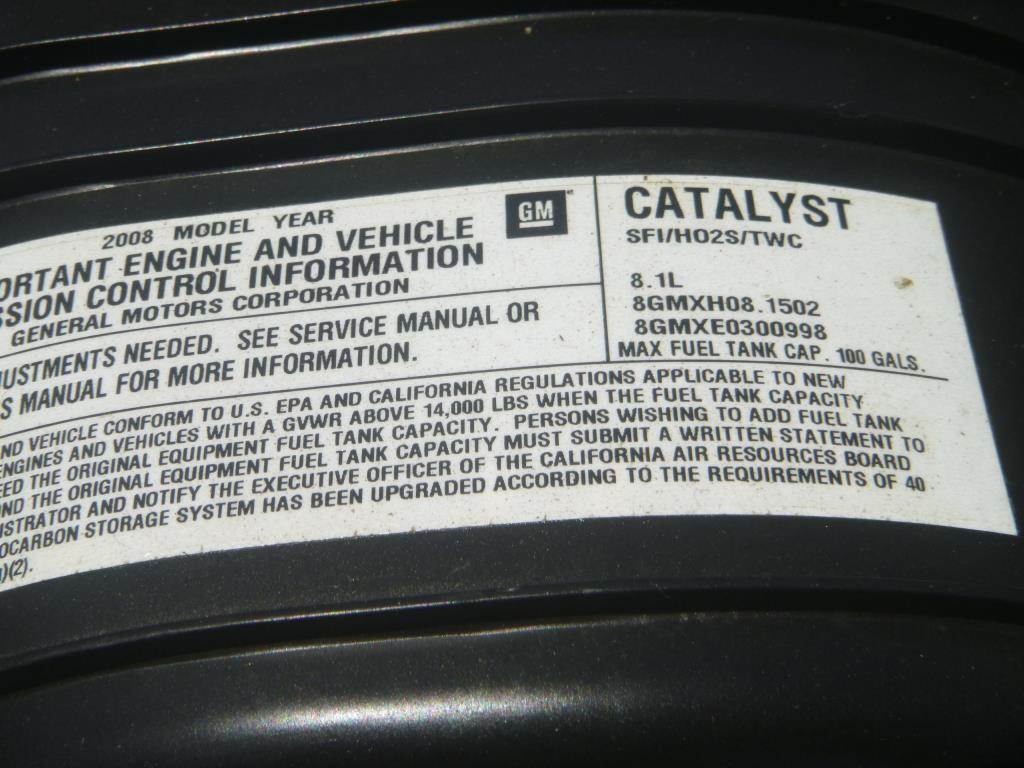 2008 MODEL YEAR
ORTANT ENGINE AND VEHICLE
SSION CONTROL INFORMATION
GENERAL MOTORS CORPORATION
GM
CATALYST
SFI/HO2S/TWC
8.1L
8GMXH08.1502
8GMXE0300998
MAX FUEL TANK CAP. 100 GALS.
USTMENTS NEEDED. SEE SERVICE MANUAL OR
S MANUAL FOR MORE INFORMATION.
ND VEHICLE CONFORM TO U.S. EPA AND CALIFORNIA REGULATIONS APPLICABLE TO NEW
ENGINES AND VEHICLES WITH A GVWR ABOVE 14,000 LBS WHEN THE FUEL TANK CAPACITY
EED THE ORIGINAL EQUIPMENT FUEL TANK CAPACITY. PERSONS WISHING TO ADD FUEL TANK
OND THE ORIGINAL EQUIPMENT FUEL TANK CAPACITY MUST SUBMIT A WRITTEN STATEMENT TO
ISTRATOR AND NOTIFY THE EXECUTIVE OFFICER OF THE CALIFORNIA AIR RESOURCES BOARD
OCARBON STORAGE SYSTEM HAS BEEN UPGRADED ACCORDING TO THE REQUIREMENTS OF 40
)(2).